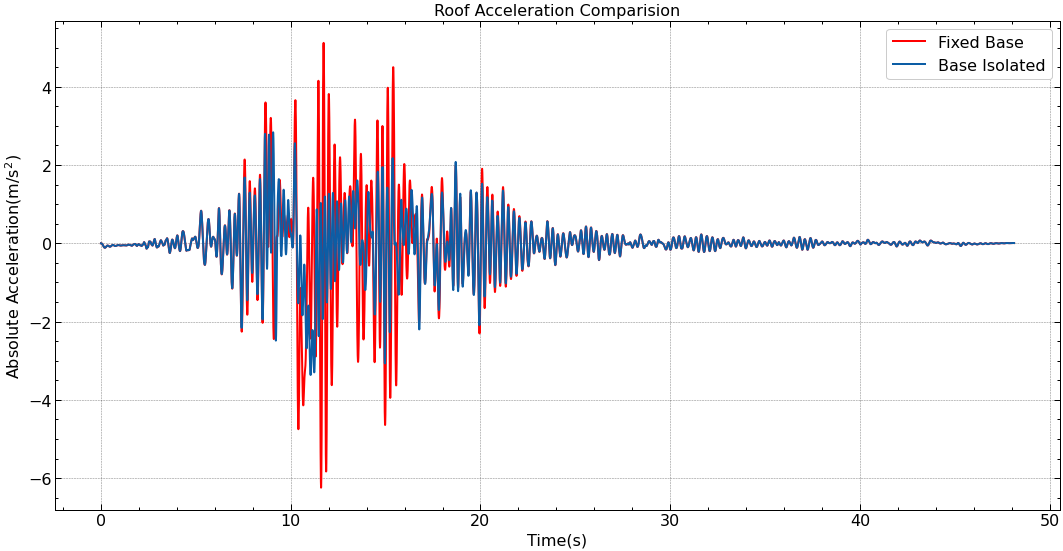 Roof Acceleration Comparision
Fixed Base
Base Isolated
Absolute Acceleration(m/s²)
4
2
0
−2
−4
−6
0 10 20 30 40 50
Time(s)